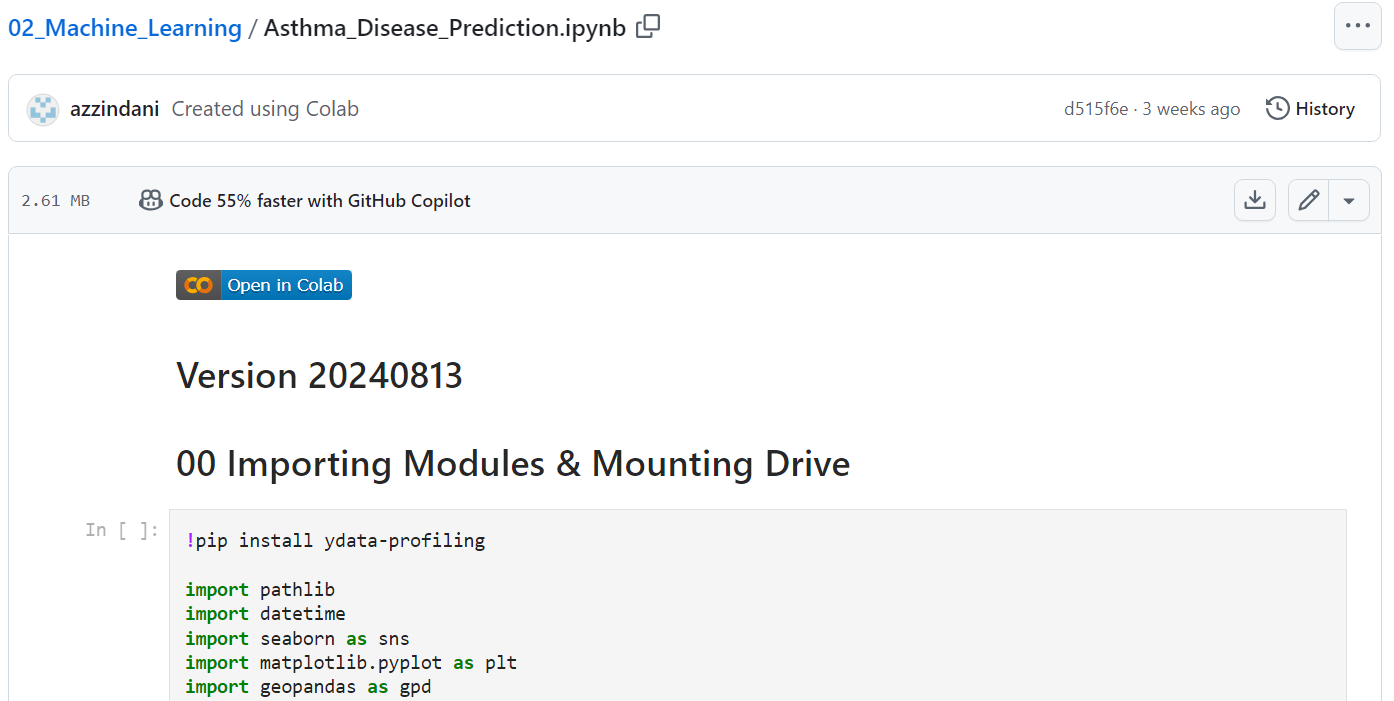 02_Machine_Learning / Asthma_Disease_Prediction.ipynb
azzindani Created using Colab d515f6e · 3 weeks ago History
2.61 MB Code 55% faster with GitHub Copilot
CO Open in Colab
Version 20240813
00 Importing Modules & Mounting Drive
In [ ]: !pip install ydata-profiling
import pathlib
import datetime
import seaborn as sns
import matplotlib.pyplot as plt
import geopandas as gpd